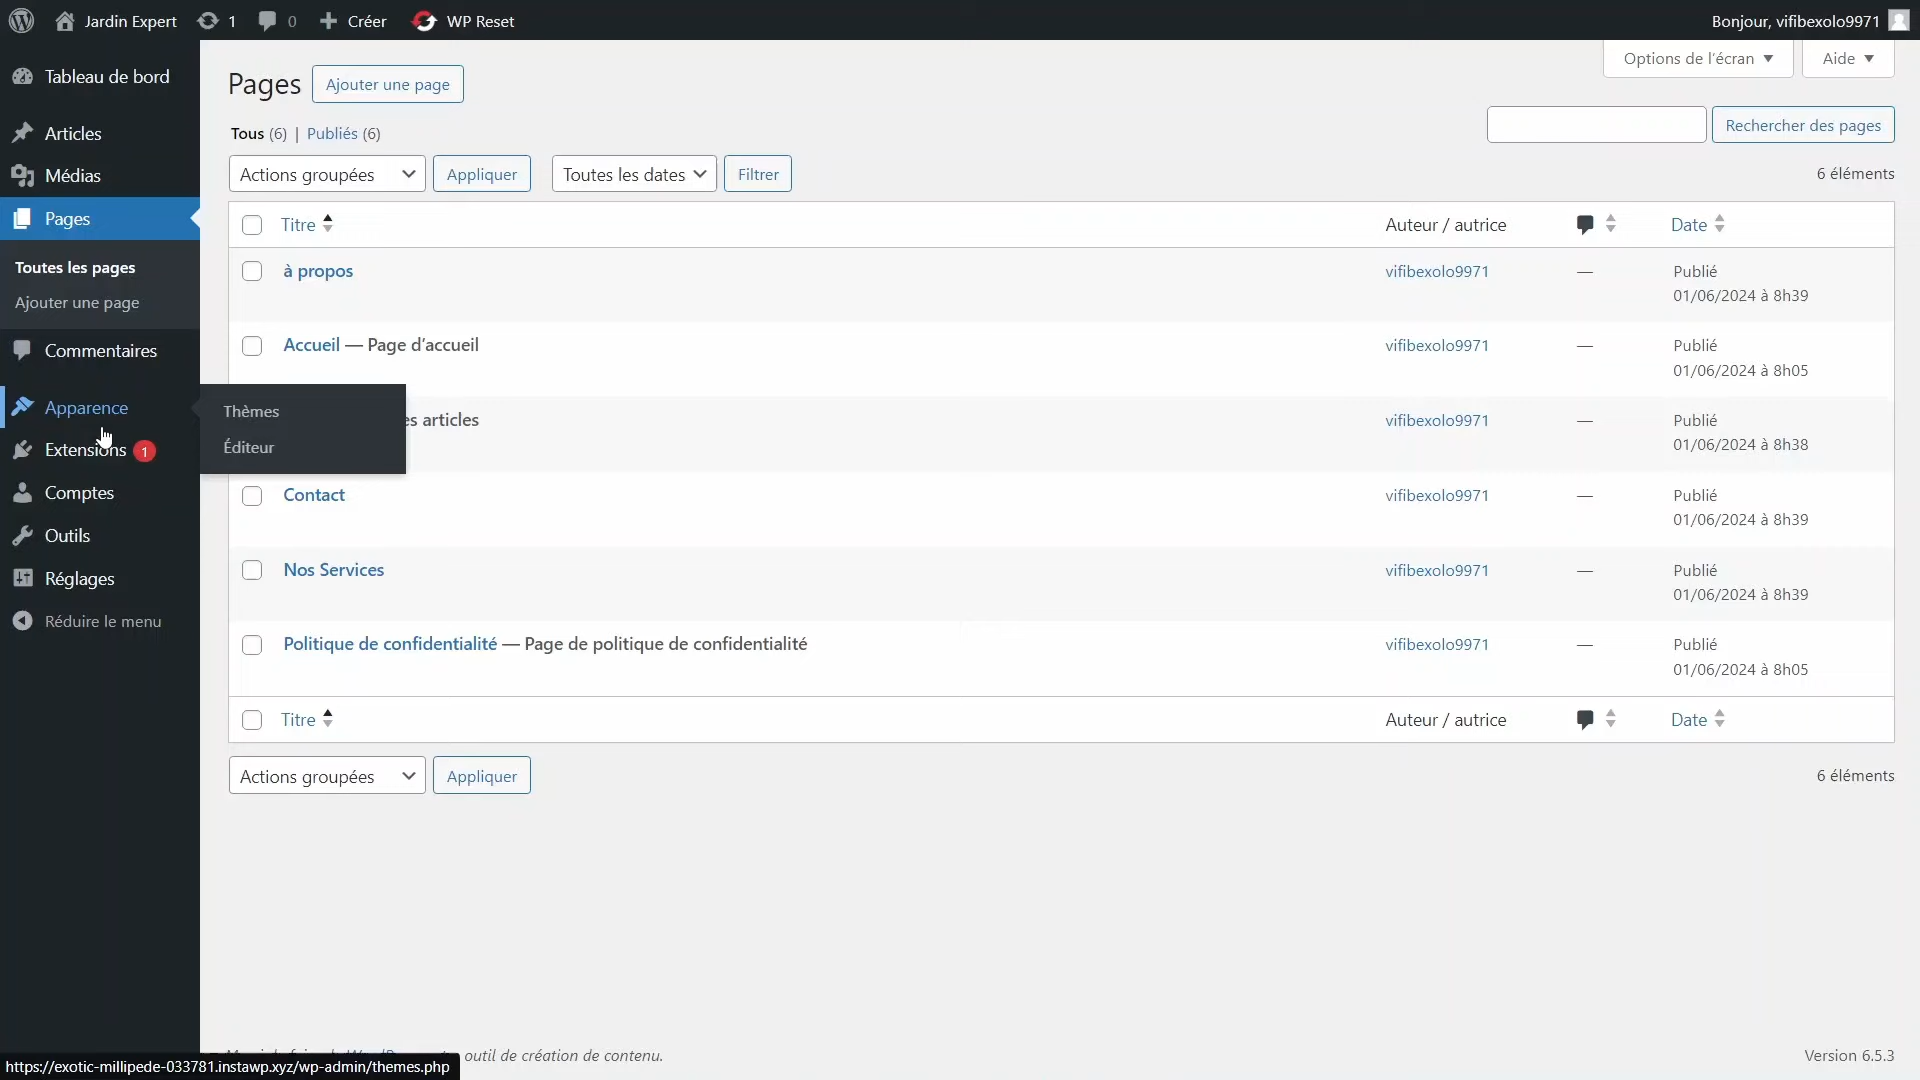 Jardin Expert 1 0 Créer WP Reset Bonjour, vifibexolo9971
Tableau de bord
Articles
Médias
Pages
Toutes les pages
Ajouter une page
Commentaires
Apparence
Extensions 1
Comptes
Outils
Réglages
Réduire le menu
Thèmes
Éditeur
Options de l'écran Aide
Pages Ajouter une page
Tous (6) | Publiés (6)
Rechercher des pages
Actions groupées Appliquer Toutes les dates Filtrer 6 éléments
Titre Auteur / autrice Date
à propos vifibexolo9971 — Publié
01/06/2024 à 8h39
Accueil — Page d'accueil vifibexolo9971 — Publié
01/06/2024 à 8h05
es articles vifibexolo9971 — Publié
01/06/2024 à 8h38
Contact vifibexolo9971 — Publié
01/06/2024 à 8h39
Nos Services vifibexolo9971 — Publié
01/06/2024 à 8h39
Politique de confidentialité — Page de politique de confidentialité vifibexolo9971 — Publié
01/06/2024 à 8h05
Titre Auteur / autrice Date
Actions groupées Appliquer 6 éléments
outil de création de contenu. Version 6.5.3
https://exotic-millipede-033781.instawp.xyz/wp-admin/themes.php